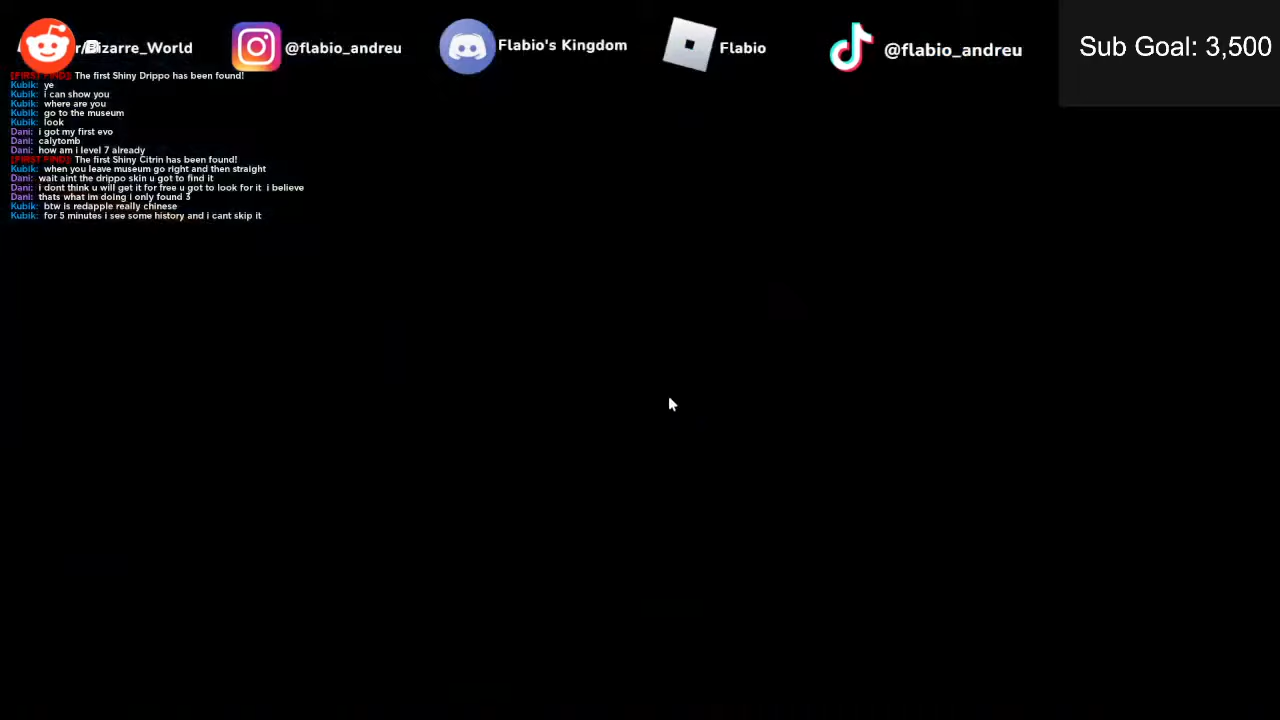 r/Bizarre_World
@flabio_andreu
Flabio's Kingdom
Flabio
@flabio_andreu
Sub Goal: 3,500
[FIRST FIND]: The first Shiny Drippo has been found!
Kubik: ye
Kubik: i can show you
Kubik: where are you
Kubik: go to the museum
Kubik: look
Dani: i got my first evo
Dani: calytomb
Dani: how am i level 7 already
[FIRST FIND]: The first Shiny Citrin has been found!
Kubik: when you leave museum go right and then straight
Dani: wait aint the drippo skin u got to find it
Dani: i dont think u will get it for free u got to look for it i believe
Dani: thats what im doing i only found 3
Kubik: btw is redapple really chinese
Kubik: for 5 minutes i see some history and i cant skip it